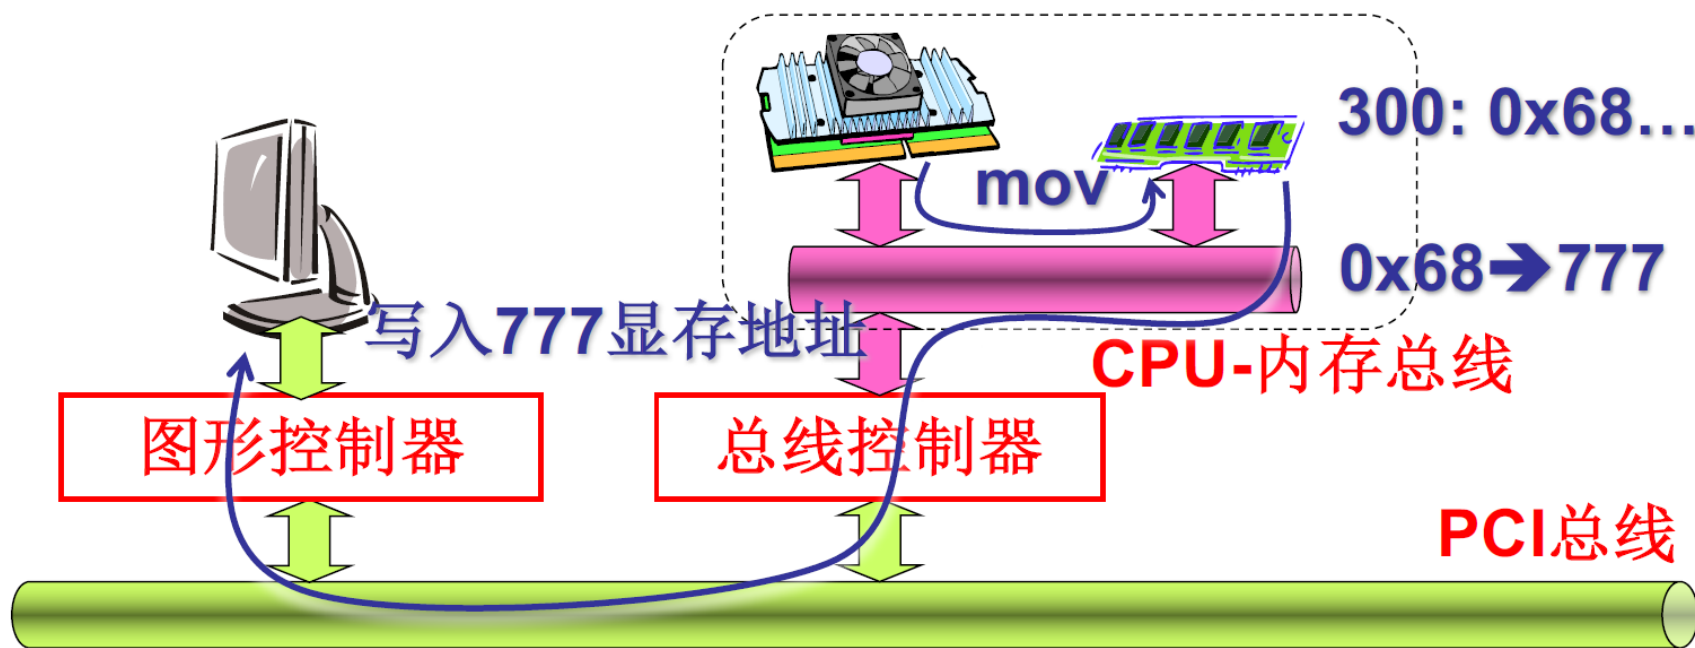 300: 0x68…
mov
0x68➔777
写入777显存地址
CPU-内存总线
图形控制器
总线控制器
PCI总线